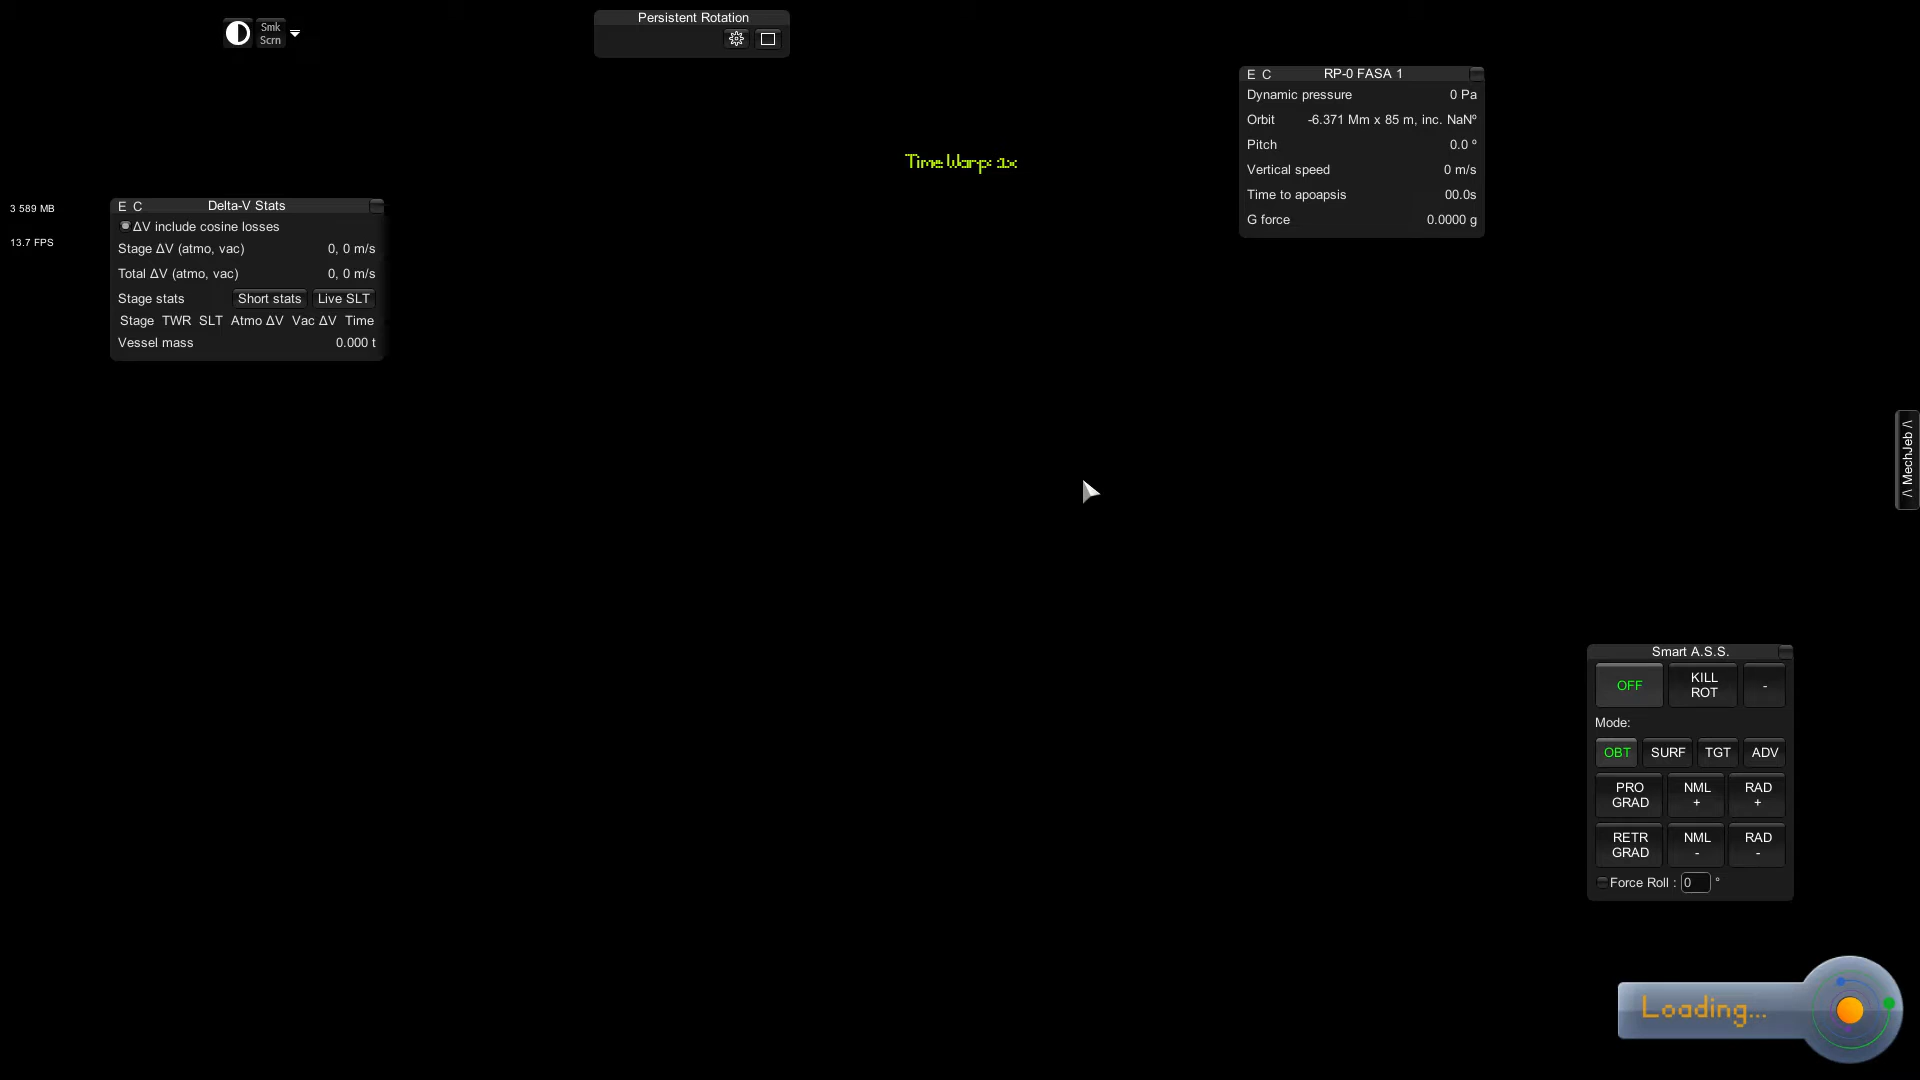 Smk
Scrn
Persistent Rotation
E C RP-0 FASA 1
Dynamic pressure 0 Pa
Orbit -6.371 Mm x 85 m, inc. NaNº
Pitch 0.0 º
Vertical speed 0 m/s
Time to apoapsis 00.0s
G force 0.0000 g
Time Warp: 1x
3 589 MB
13.7 FPS
E C Delta-V Stats
ΔV include cosine losses
Stage ΔV (atmo, vac) 0, 0 m/s
Total ΔV (atmo, vac) 0, 0 m/s
Stage stats Short stats Live SLT
Stage TWR SLT Atmo ΔV Vac ΔV Time
Vessel mass 0.000 t
/\ MechJeb /\
Smart A.S.S.
OFF KILL ROT -
Mode:
OBT SURF TGT ADV
PRO GRAD NML + RAD +
RETR GRAD NML - RAD -
Force Roll : 0 °
Loading...